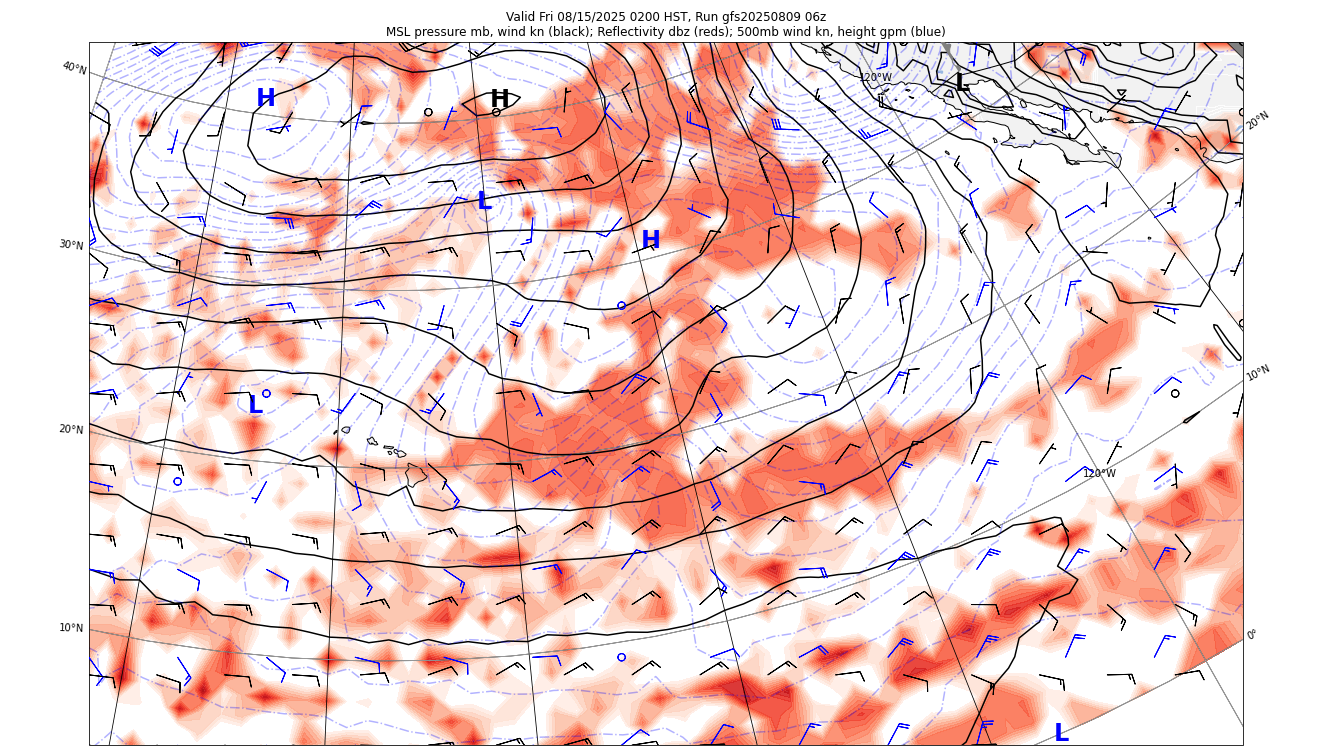 Valid Fri 08/15/2025 0200 HST, Run gfs20250809 06z
MSL pressure mb, wind kn (black); Reflectivity dbz (reds); 500mb wind kn, height gpm (blue)
40°N
H
H
120°W
L
20°N
L
30°N
H
10°N
L
20°N
120°W
10°N
0°
L